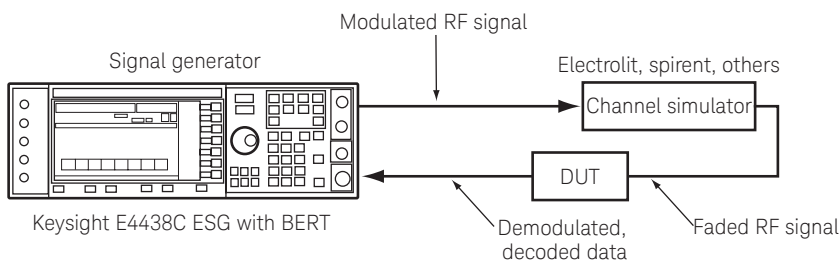 Modulated RF signal
Signal generator
Electrolit, spirent, others
Channel simulator
DUT
Keysight E4438C ESG with BERT
Demodulated,
decoded data
Faded RF signal